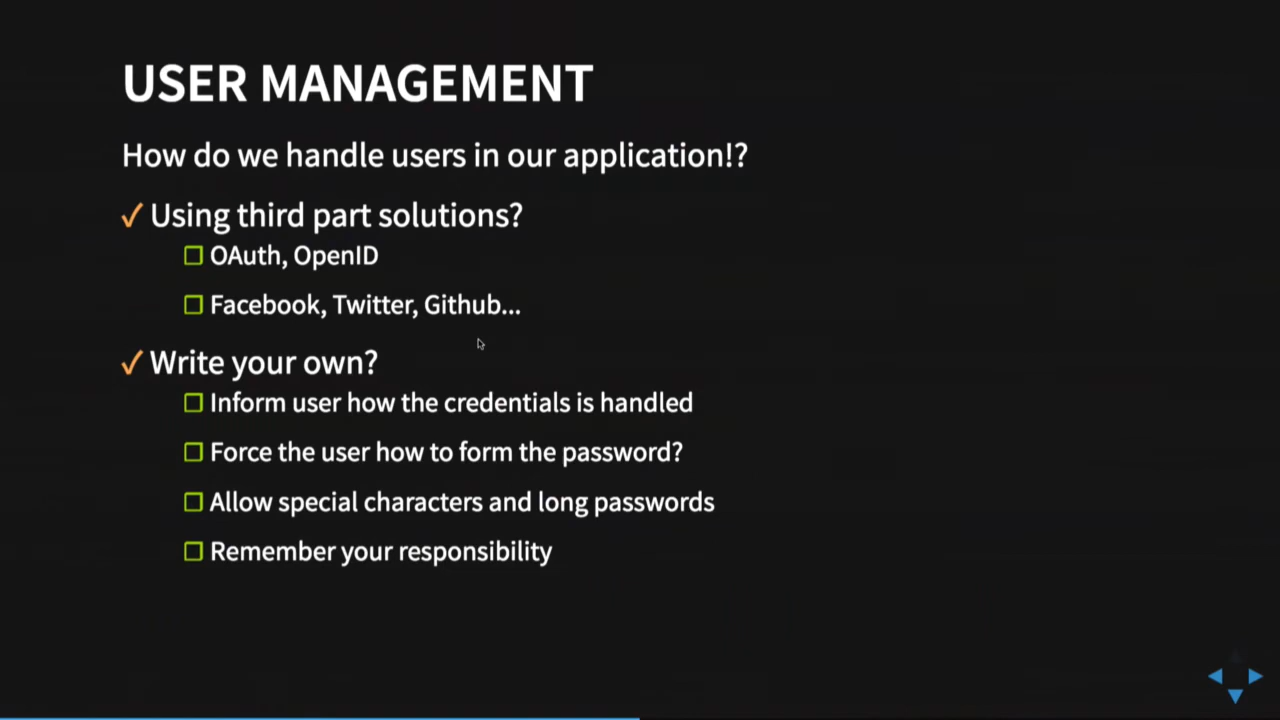 USER MANAGEMENT
How do we handle users in our application!?
✓ Using third part solutions?
☐ OAuth, OpenID
☐ Facebook, Twitter, Github...
✓ Write your own?
☐ Inform user how the credentials is handled
☐ Force the user how to form the password?
☐ Allow special characters and long passwords
☐ Remember your responsibility